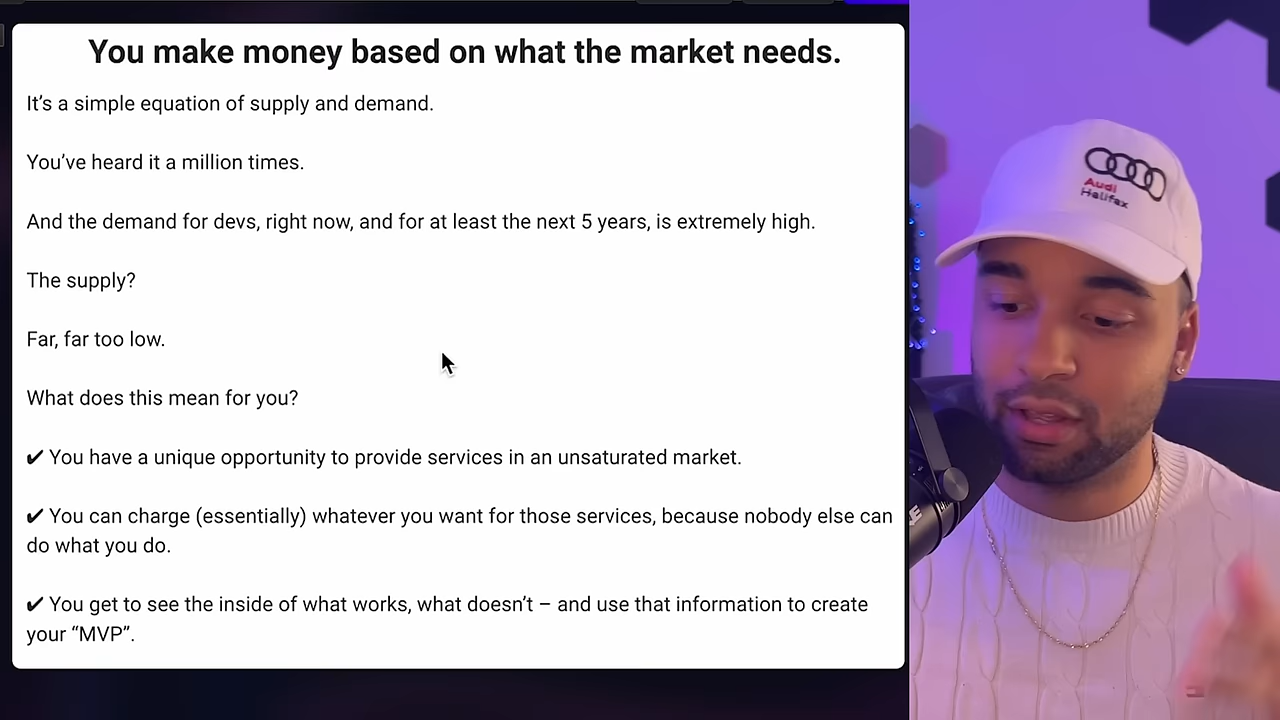 You make money based on what the market needs.
It's a simple equation of supply and demand.
You've heard it a million times.
And the demand for devs, right now, and for at least the next 5 years, is extremely high.
The supply?
Far, far too low.
What does this mean for you?
✔ You have a unique opportunity to provide services in an unsaturated market.
✔ You can charge (essentially) whatever you want for those services, because nobody else can
do what you do.
✔ You get to see the inside of what works, what doesn't – and use that information to create
your “MVP”.
Audi
Halifax